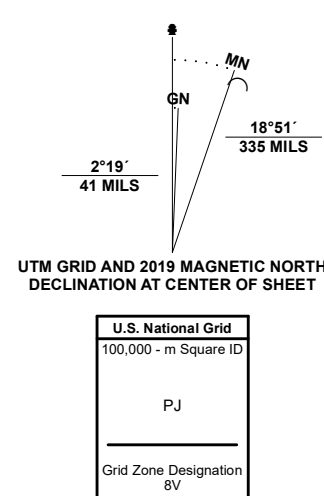 MN
GN
18°51´
335 MILS
2°19´
41 MILS
UTM GRID AND 2019 MAGNETIC NORTH
DECLINATION AT CENTER OF SHEET
U.S. National Grid
100,000 - m Square ID
PJ
Grid Zone Designation
8V